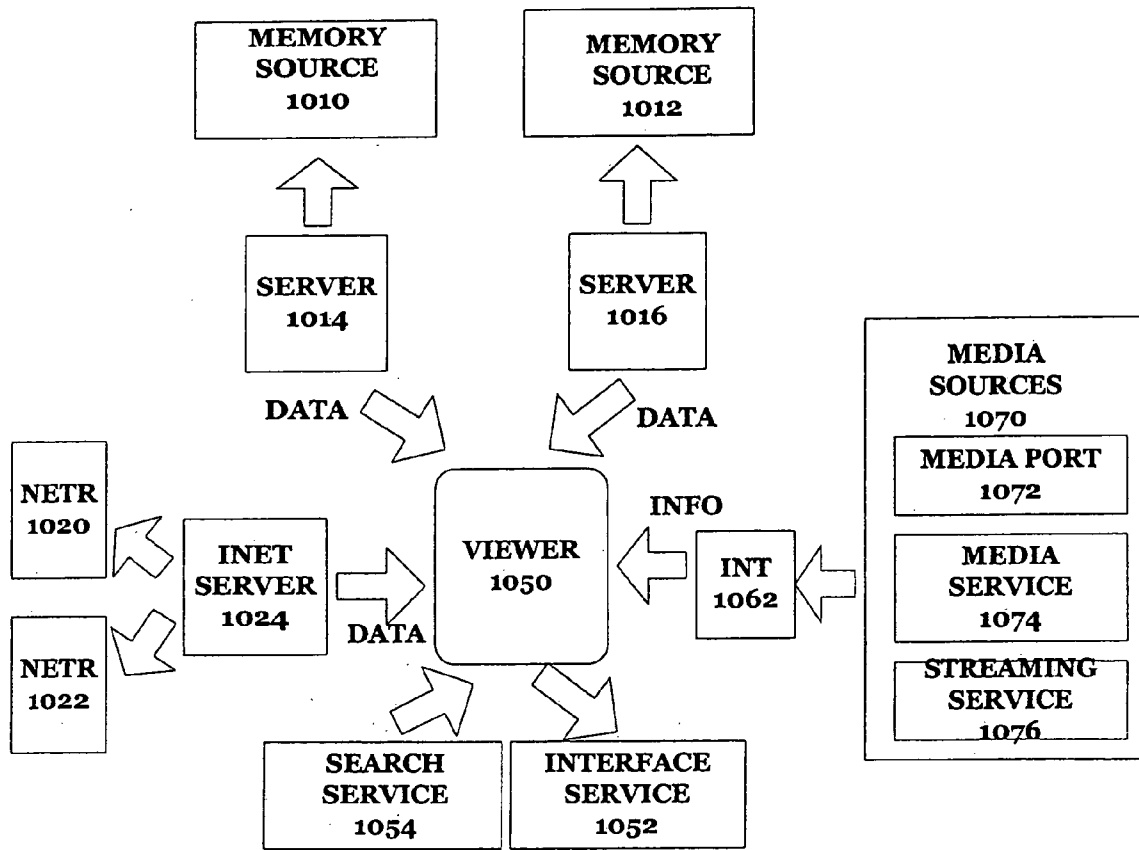 MEMORY
SOURCE
1010
MEMORY
SOURCE
1012
SERVER
1014
SERVER
1016
DATA
DATA
MEDIA
SOURCES
1070
MEDIA PORT
1072
MEDIA
SERVICE
1074
STREAMING
SERVICE
1076
NETR
1020
NETR
1022
INET
SERVER
1024
DATA
VIEWER
1050
INFO
INT
1062
SEARCH
SERVICE
1054
INTERFACE
SERVICE
1052